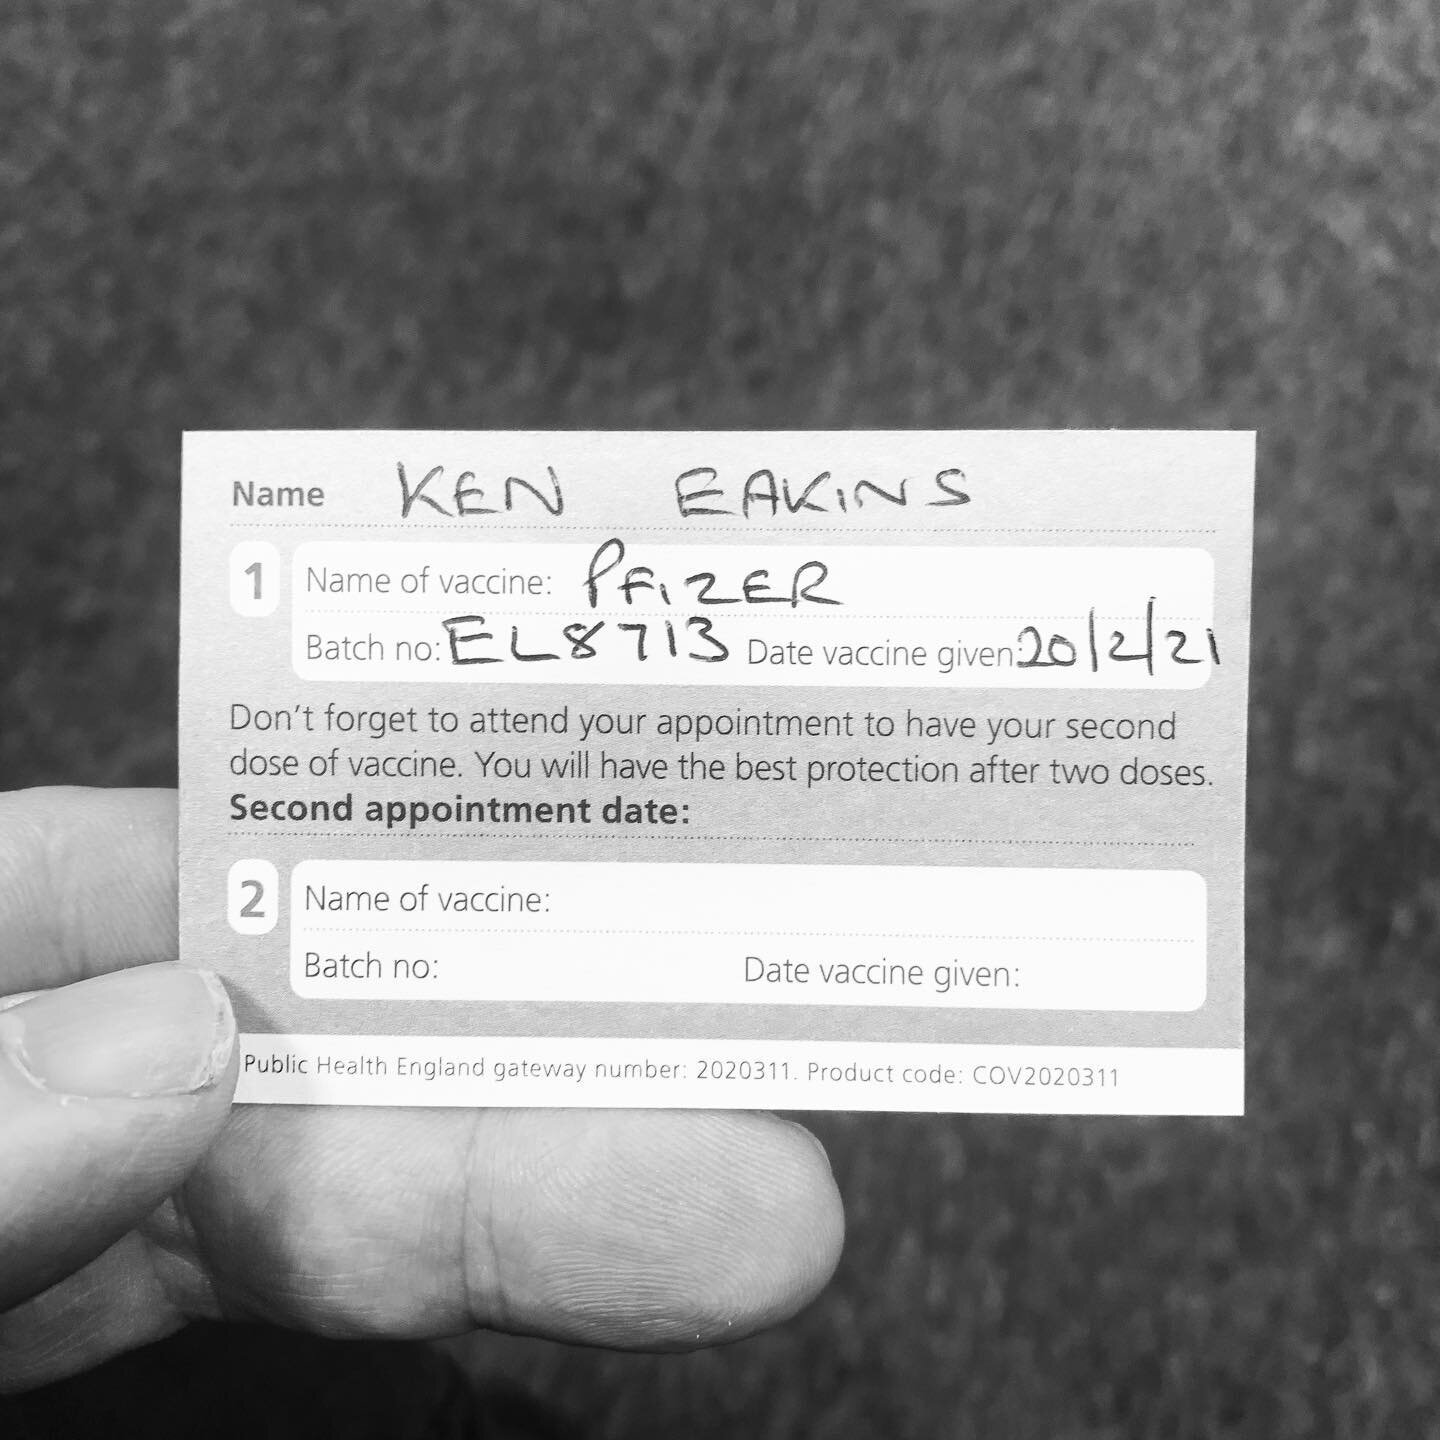 Name KEN EAKINS
1 Name of vaccine: PFIZER
Batch no: EL8713 Date vaccine given: 20/2/21
Don't forget to attend your appointment to have your second
dose of vaccine. You will have the best protection after two doses.
Second appointment date:
2 Name of vaccine:
Batch no: Date vaccine given:
Public Health England gateway number: 2020311. Product code: COV2020311